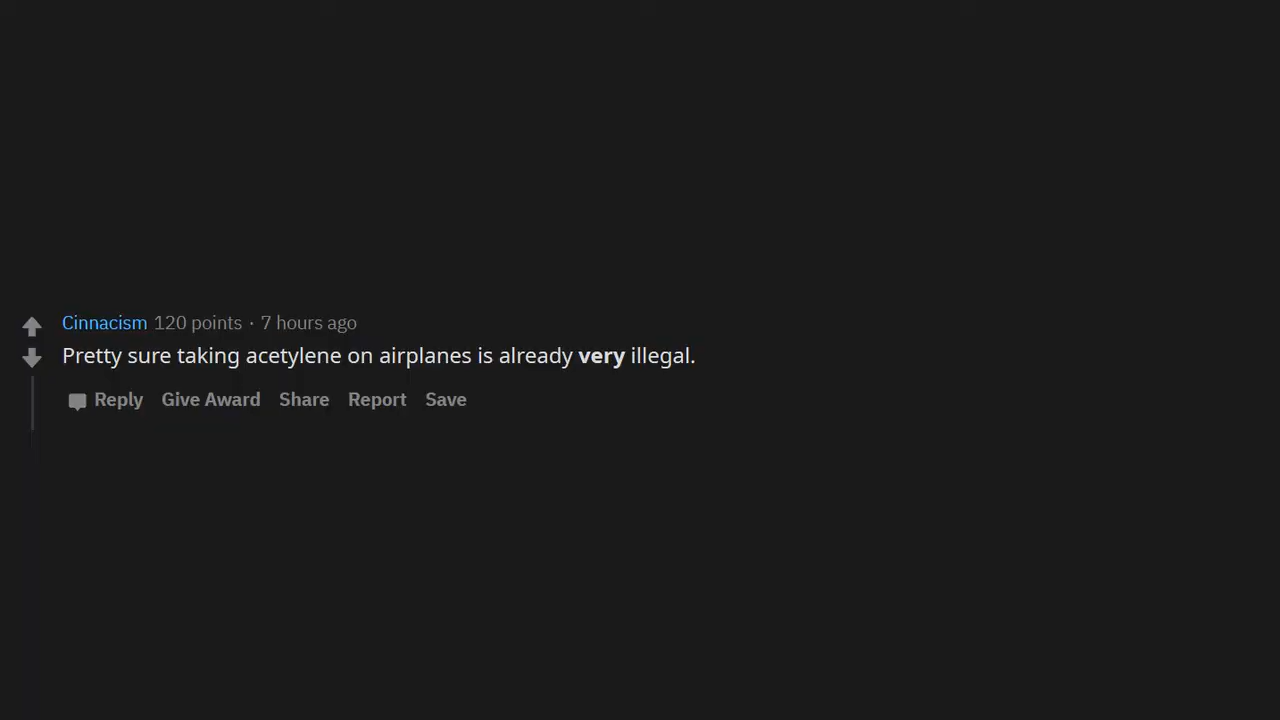 Cinnacism 120 points · 7 hours ago
Pretty sure taking acetylene on airplanes is already very illegal.
Reply Give Award Share Report Save